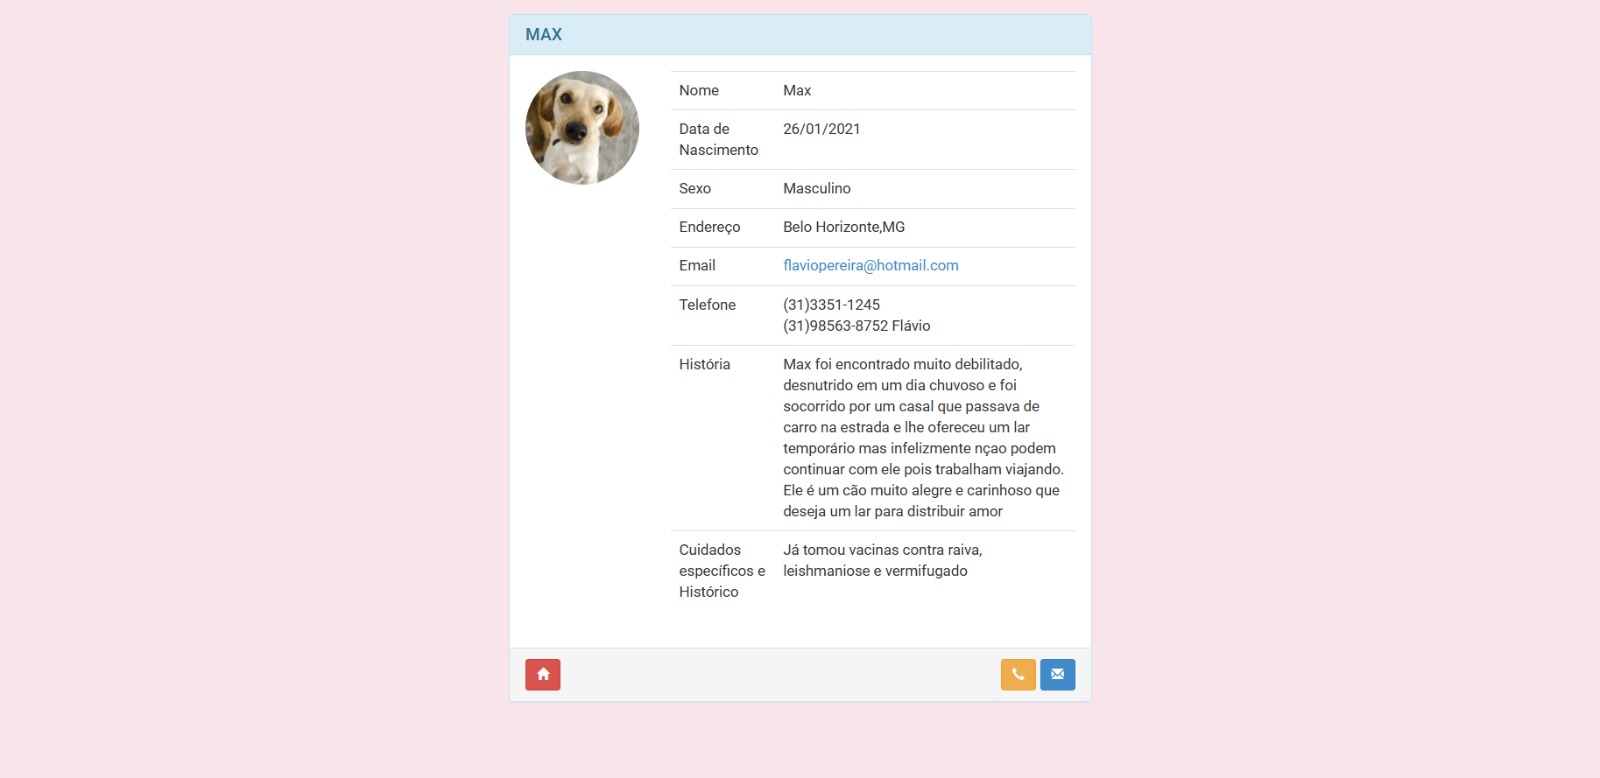 MAX
Nome Max
Data de Nascimento 26/01/2021
Sexo Masculino
Endereço Belo Horizonte,MG
Email flaviopereira@hotmail.com
Telefone (31)3351-1245
(31)98563-8752 Flávio
História Max foi encontrado muito debilitado,
desnutrido em um dia chuvoso e foi
socorrido por um casal que passava de
carro na estrada e lhe ofereceu um lar
temporário mas infelizmente nçao podem
continuar com ele pois trabalham viajando.
Ele é um cão muito alegre e carinhoso que
deseja um lar para distribuir amor
Cuidados específicos e Histórico Já tomou vacinas contra raiva,
leishmaniose e vermifugado